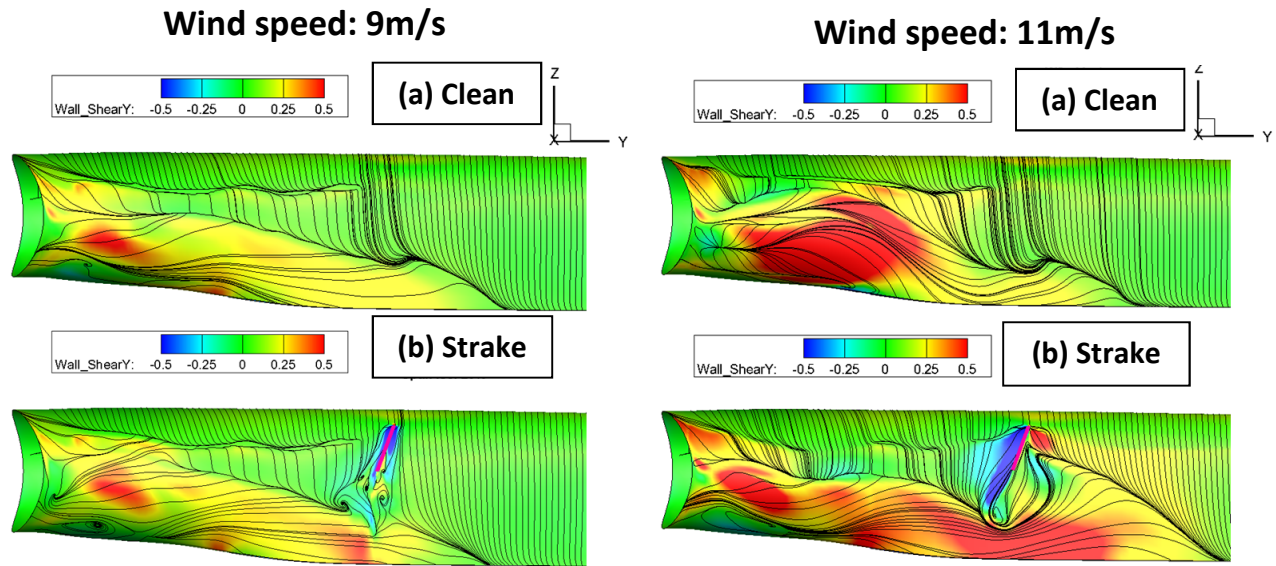 Wind speed: 9m/s
Wind speed: 11m/s
-0.5 -0.25 0 0.25 0.5
Wall_ShearY:
(a) Clean
Z
X
Y
-0.5 -0.25 0 0.25 0.5
Wall_ShearY:
(a) Clean
Z
X
Y
-0.5 -0.25 0 0.25 0.5
Wall_ShearY:
(b) Strake
-0.5 -0.25 0 0.25 0.5
Wall_ShearY:
(b) Strake